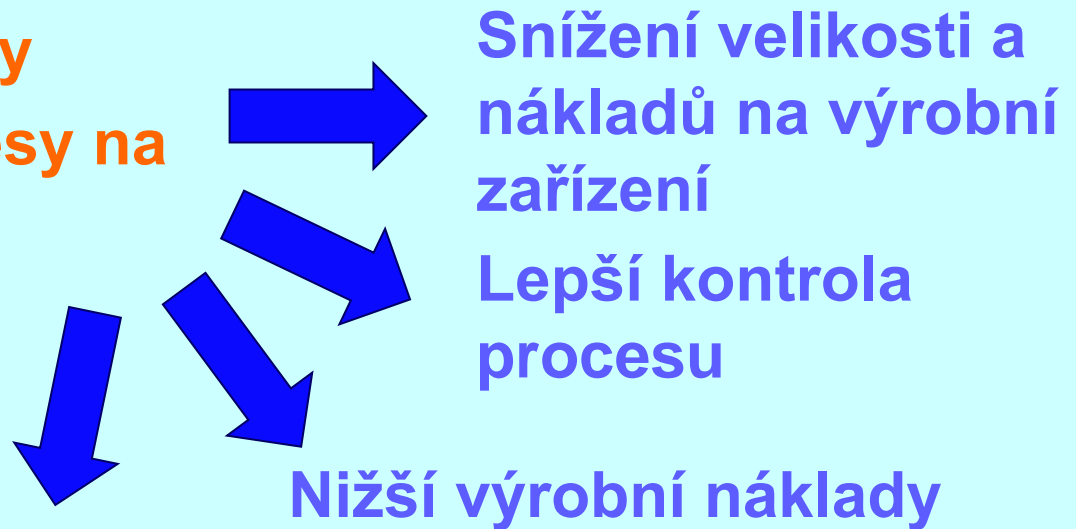 y
esy na
Snížení velikosti a
nákladů na výrobní
zařízení
Lepší kontrola
procesu
Nižší výrobní náklady